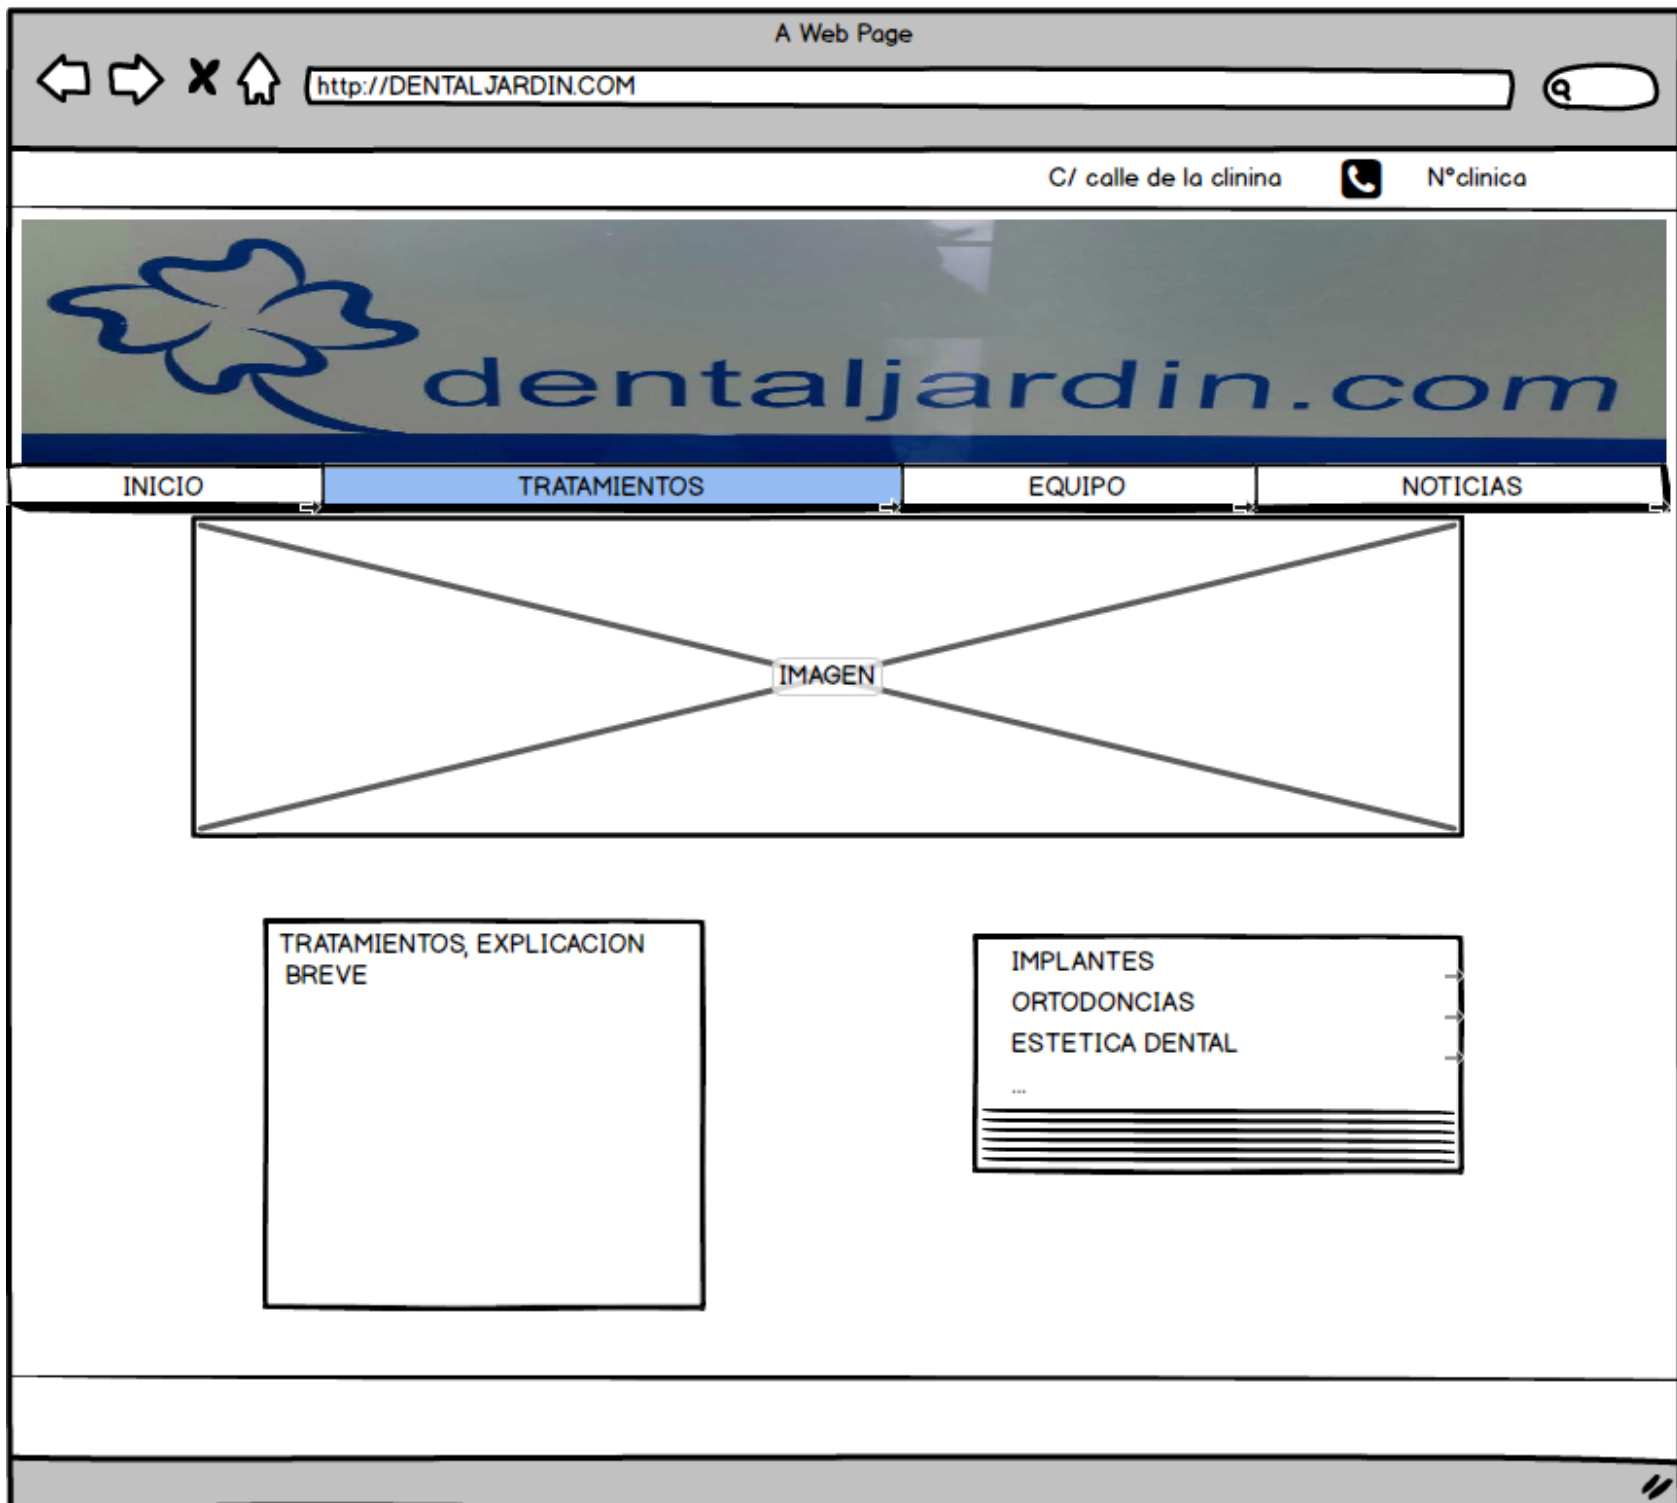 A Web Page
http://DENTALJARDIN.COM
C/ calle de la clinina
N°clinica
dentaljardin.com
INICIO
TRATAMIENTOS
EQUIPO
NOTICIAS
IMAGEN
TRATAMIENTOS, EXPLICACION
BREVE
IMPLANTES
ORTODONCIAS
ESTETICA DENTAL
...